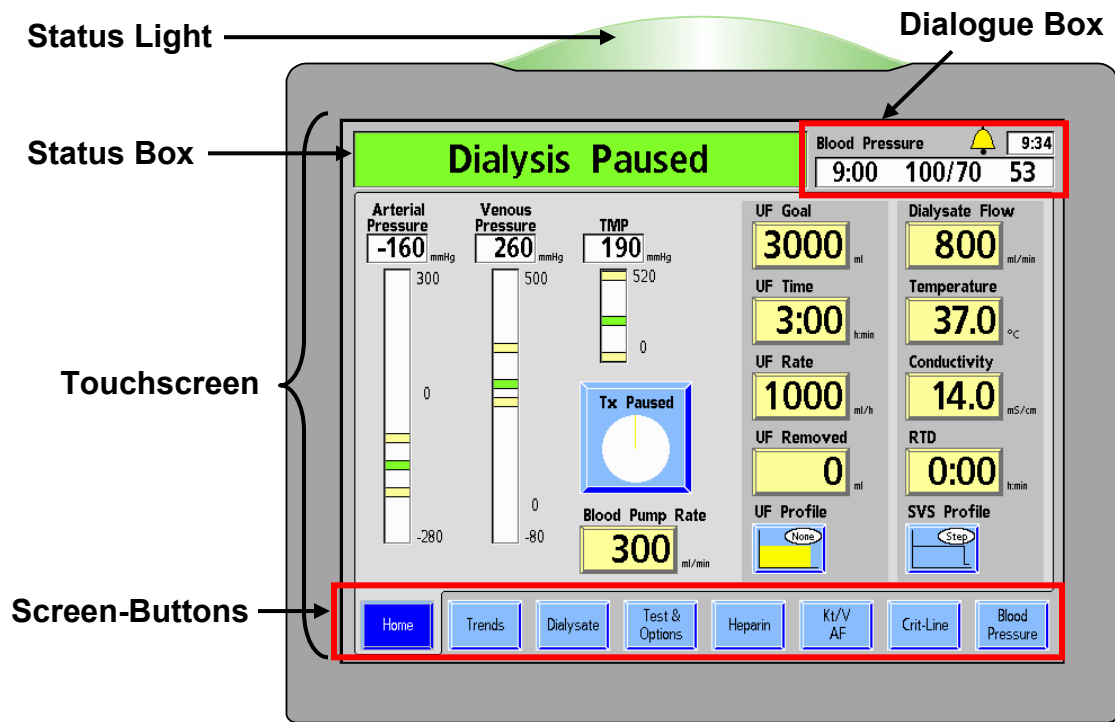 Status Light
Dialogue Box
Status Box
Dialysis Paused
Blood Pressure
9:34
9:00 100/70 53
Touchscreen
Arterial
Pressure
-160 mmHg
300
0
-280
Venous
Pressure
260 mmHg
500
0
-80
TMP
190 mmHg
520
0
Tx Paused
Blood Pump Rate
300 ml/min
UF Goal
3000 ml
UF Time
3:00 h:min
UF Rate
1000 ml/h
UF Removed
0 ml
UF Profile
None
Dialysate Flow
800 ml/min
Temperature
37.0 °C
Conductivity
14.0 mS/cm
RTD
0:00 h:min
SVS Profile
Step
Screen-Buttons
Home
Trends
Dialysate
Test &
Options
Heparin
Kt/V
AF
Crit-Line
Blood
Pressure